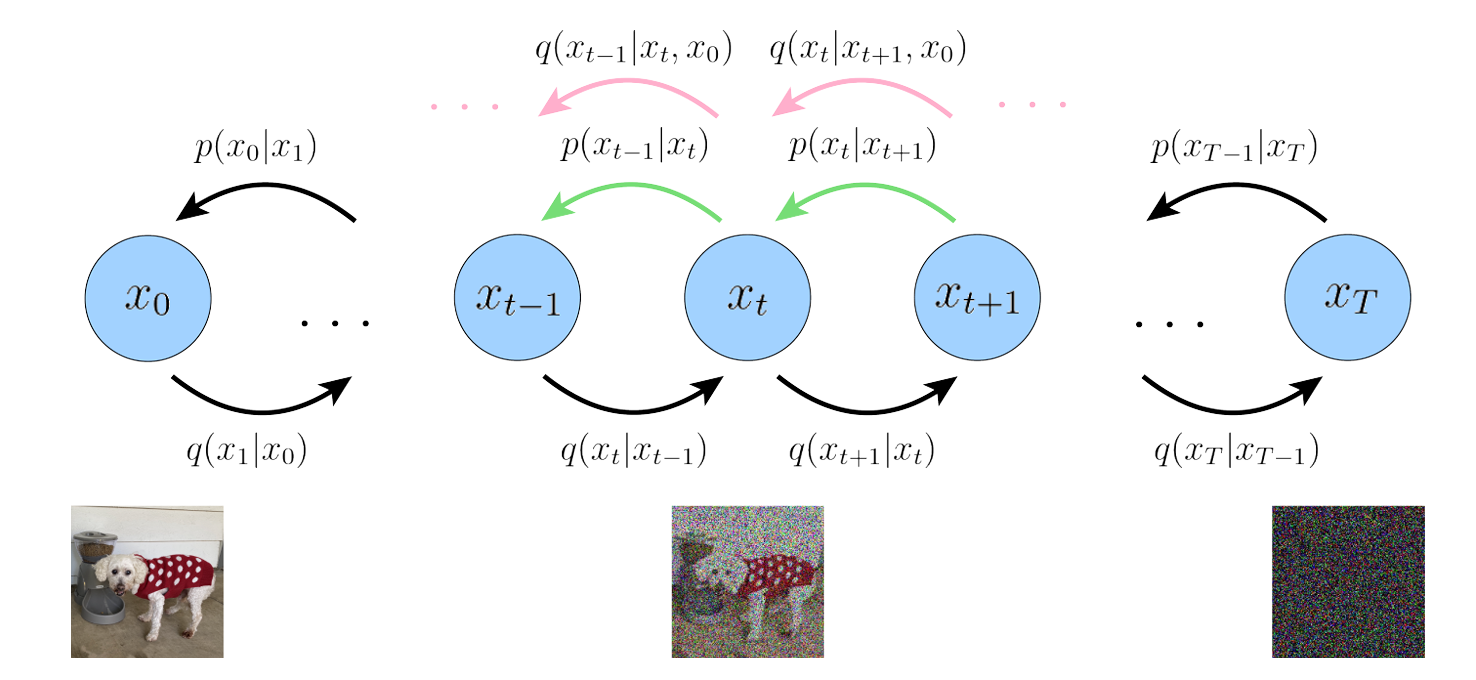 q(x_{t−1}|x_t, x_0) q(x_t|x_{t+1}, x_0)
. . . . . .
p(x_0|x_1) p(x_{t−1}|x_t) p(x_t|x_{t+1}) p(x_{T−1}|x_T)
x_0 . . . x_{t−1} x_t x_{t+1} . . . x_T
q(x_1|x_0) q(x_t|x_{t−1}) q(x_{t+1}|x_t) q(x_T|x_{T−1})